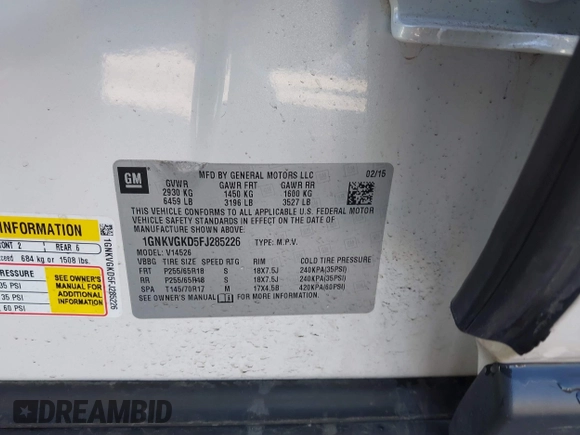 GM
MFD BY GENERAL MOTORS LLC
02/15
GVWR GAWR FRT GAWR RR
2930 KG 1450 KG 1600 KG
6459 LB 3196 LB 3527 LB
THIS VEHICLE CONFORMS TO ALL APPLICABLE U.S. FEDERAL MOTOR
VEHICLE SAFETY STANDARDS IN EFFECT ON THE DATE OF
MANUFACTURE SHOWN ABOVE.
1GNKVGKD5FJ285226 TYPE: M.P.V.
MODEL: V14526
VBBG TIRE SIZE SPEED RTG RIM COLD TIRE PRESSURE
FRT P255/65R18 S 18X7.5J 240KPA(35PSI)
RR P255/65R18 S 18X7.5J 240KPA(35PSI)
SPA T145/70R17 M 17X4.5B 420KPA(60PSI)
SEE OWNER'S MANUAL FOR MORE INFORMATION.
INFORMATION
FRONT 2 REAR 6
exceed 684 kg or 1508 lbs.
PRESSURE
35 PSI
35 PSI
60 PSI
SEE OWNER'S
MANUAL FOR
ADDITIONAL
INFORMATION
1GNKVGKD5FJ285226
DREAMBID